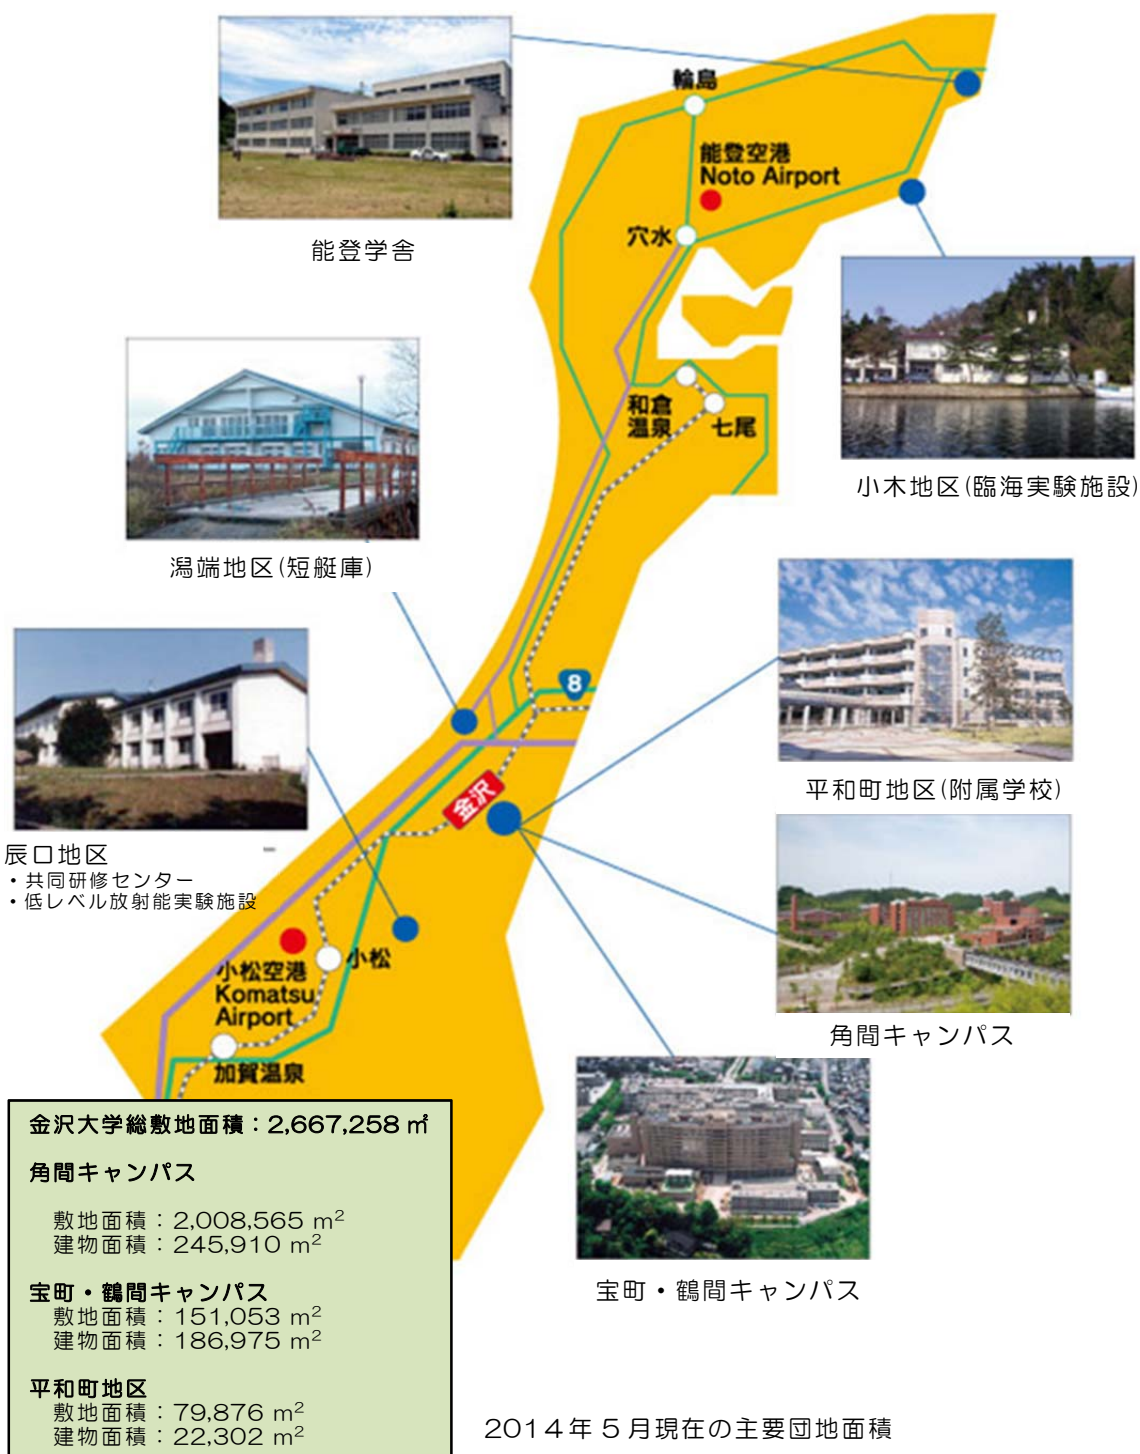 輪島
能登空港
Noto Airport
穴水
能登学舎
和倉
温泉
七尾
小木地区(臨海実験施設)
潟端地区(短艇庫)
8
平和町地区(附属学校)
金沢
辰口地区
・共同研修センター
・低レベル放射能実験施設
小松
小松空港
Komatsu
Airport
角間キャンパス
加賀温泉
宝町・鶴間キャンパス
金沢大学総敷地面積：2,667,258 ㎡
角間キャンパス
敷地面積：2,008,565 m²
建物面積：245,910 m²
宝町・鶴間キャンパス
敷地面積：151,053 m²
建物面積：186,975 m²
平和町地区
敷地面積：79,876 m²
建物面積：22,302 m²
2014年 5 月現在の主要団地面積